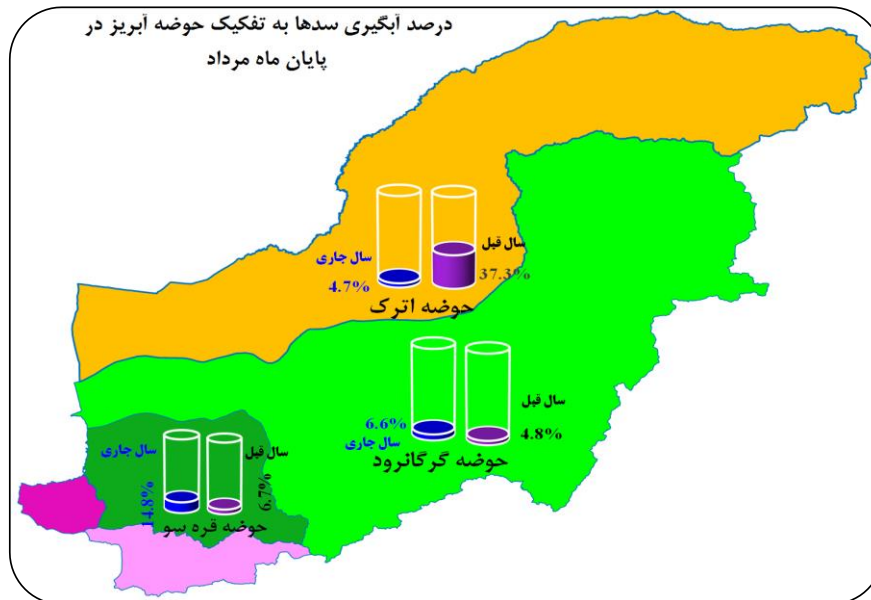 درصد آبگیری سدها به تفکیک حوضه آبریز در
پایان ماه مرداد
سال قبل
37.3%
سال جاری
4.7%
حوضه اترک
سال قبل
4.8%
6.6%
سال جاری
حوضه گرگانرود
سال قبل
6.7%
سال جاری
14.8%
حوضه قره سو